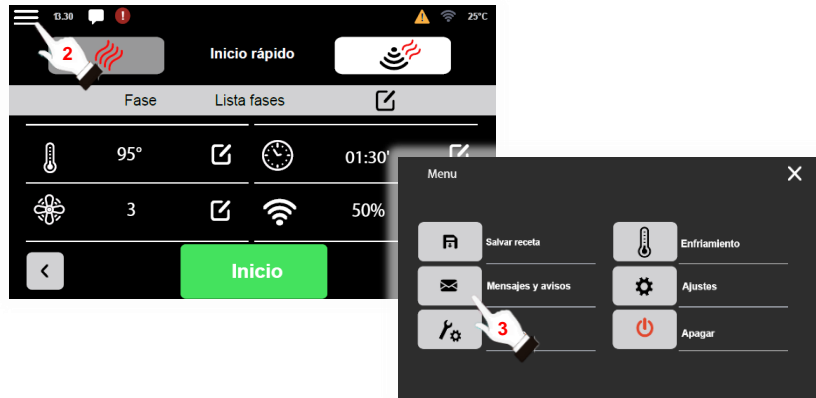 13.30
25°C
2
Inicio rápido
Fase Lista fases
95° 01:30'
3 50%
Inicio
Menu
Salvar receta Enfriamiento
Mensajes y avisos Ajustes
3 Apagar